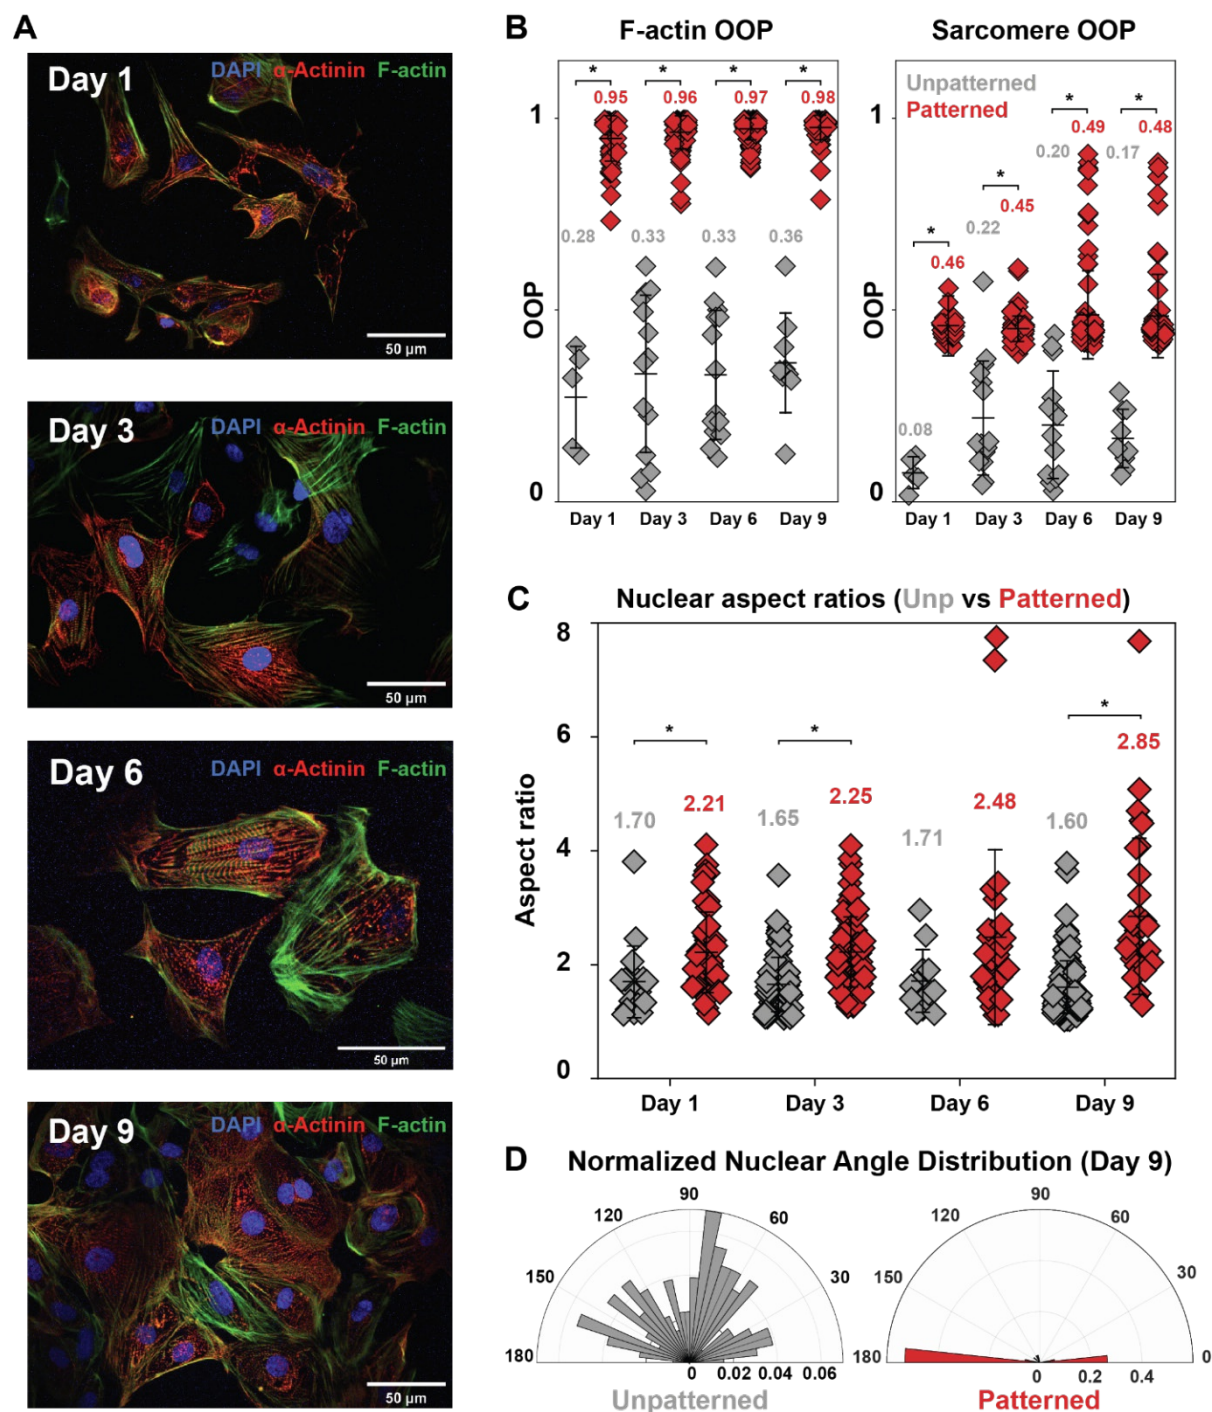 A
Day 1
DAPI α-Actinin F-actin
50 µm
Day 3
DAPI α-Actinin F-actin
50 µm
Day 6
DAPI α-Actinin F-actin
50 µm
Day 9
DAPI α-Actinin F-actin
50 µm
B
F-actin OOP
OOP
1
0
* * * *
0.95 0.96 0.97 0.98
0.28 0.33 0.33 0.36
Day 1 Day 3 Day 6 Day 9
Sarcomere OOP
Unpatterned
Patterned
OOP
1
0
* * * *
0.46 0.45 0.49 0.48
0.08 0.22 0.20 0.17
Day 1 Day 3 Day 6 Day 9
C
Nuclear aspect ratios (Unp vs Patterned)
Aspect ratio
8
6
4
2
0
* * *
1.70 2.21 1.65 2.25 1.71 2.48 1.60 2.85
Day 1 Day 3 Day 6 Day 9
D
Normalized Nuclear Angle Distribution (Day 9)
90
120 60
150 30
180
0 0.02 0.04 0.06
Unpatterned
90
120 60
150 30
180 0
0 0.2 0.4
Patterned